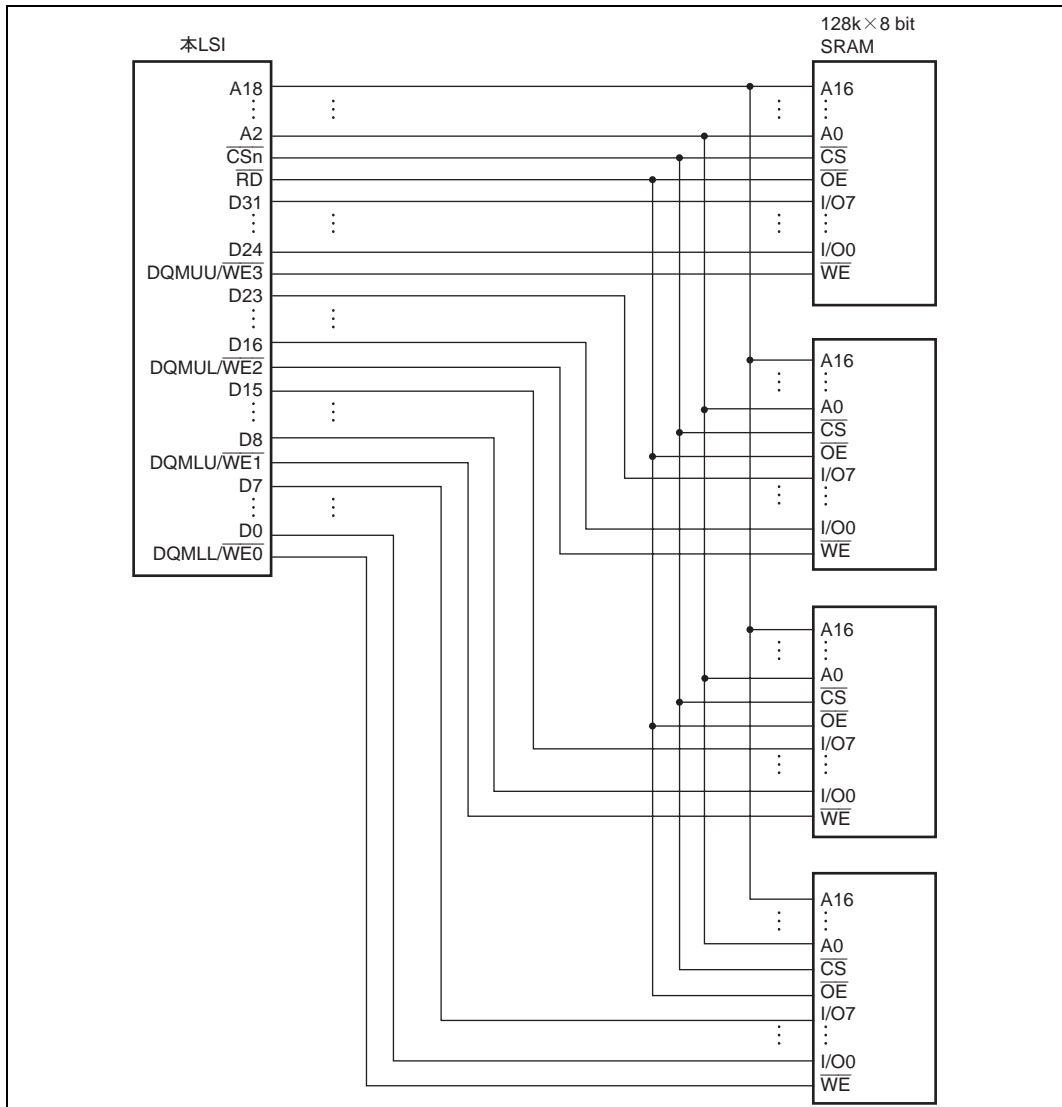 本LSI
A18
A2
CSn
RD
D31
D24
DQMUU/WE3
D23
D16
DQMUL/WE2
D15
D8
DQMLU/WE1
D7
D0
DQMLL/WE0
128k×8 bit
SRAM
A16
A0
CS
OE
I/O7
I/O0
WE
A16
A0
CS
OE
I/O7
I/O0
WE
A16
A0
CS
OE
I/O7
I/O0
WE
A16
A0
CS
OE
I/O7
I/O0
WE